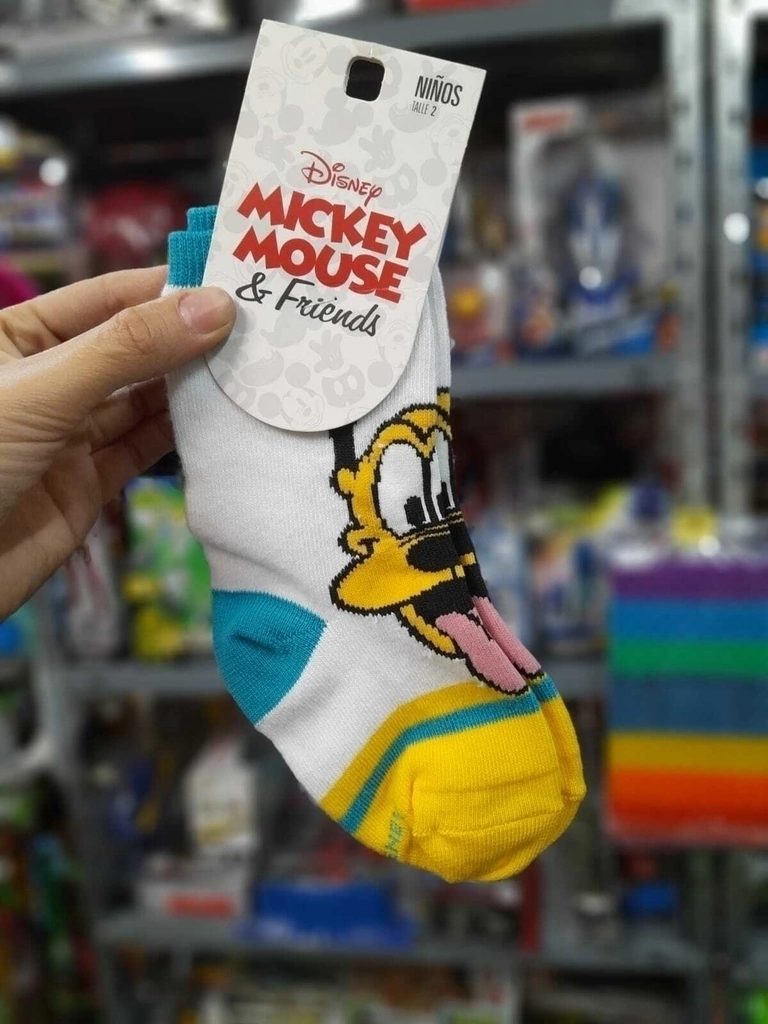 NIÑOS
TALLE 2
Disney
MICKEY
MOUSE
& Friends